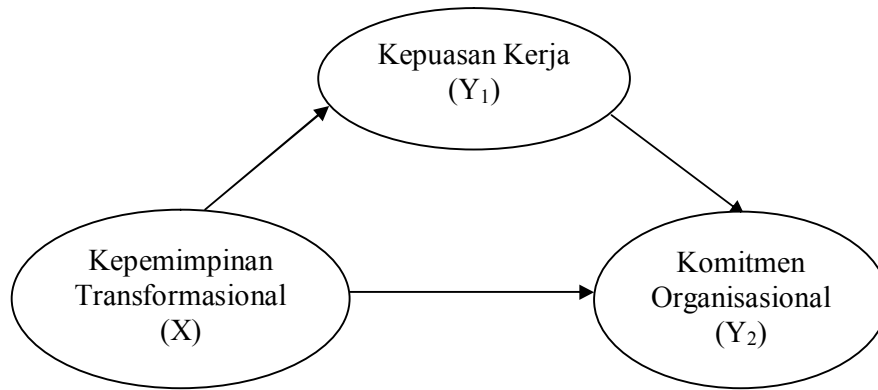 Kepuasan Kerja
(Y₁)
Kepemimpinan
Transformasional
(X)
Komitmen
Organisasional
(Y₂)